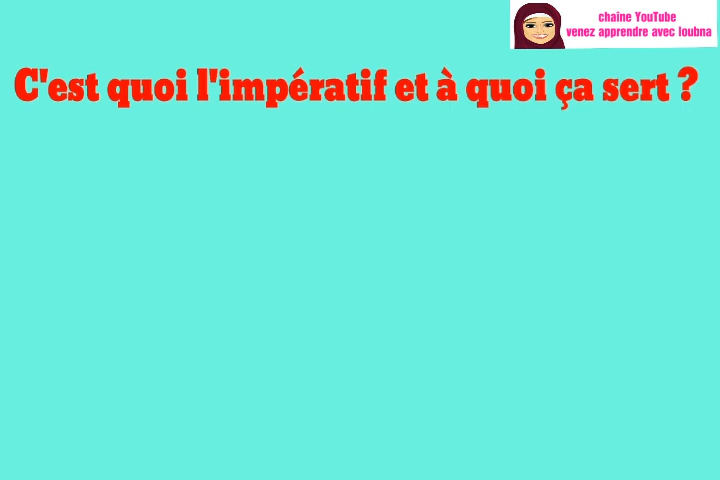 chaine YouTube
venez apprendre avec loubna
C'est quoi l'impératif et à quoi ça sert ?